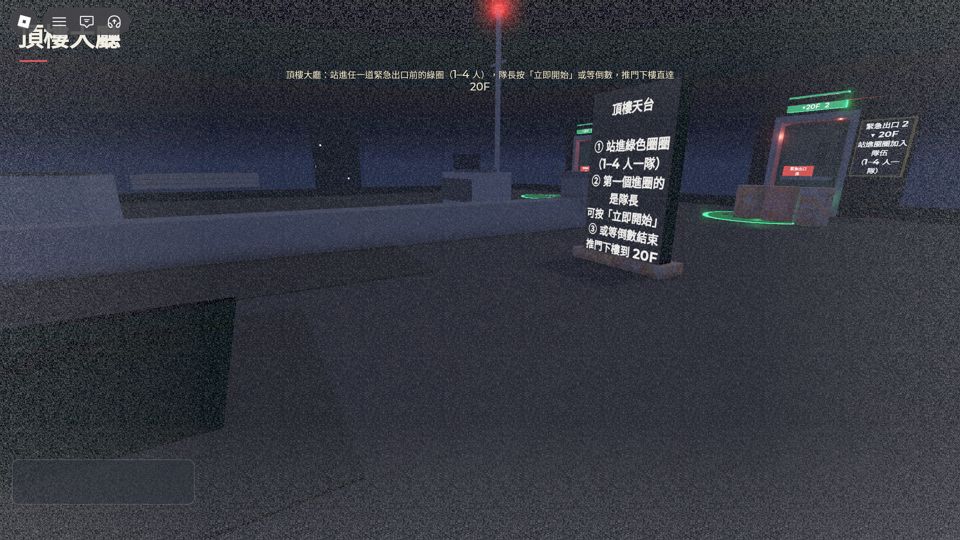 頂樓大廳
頂樓大廳：站進任一道緊急出口前的綠圈（1–4 人），隊長按「立即開始」或等倒數，推門下樓直達
20F
頂樓天台
① 站進綠色圈圈
（1–4 人一隊）
② 第一個進圈的
是隊長
可按「立即開始」
③ 或等倒數結束
推門下樓到 20F
緊急出口 2
▼ 20F
站進圈圈加入
隊伍
（1–4 人一
隊）